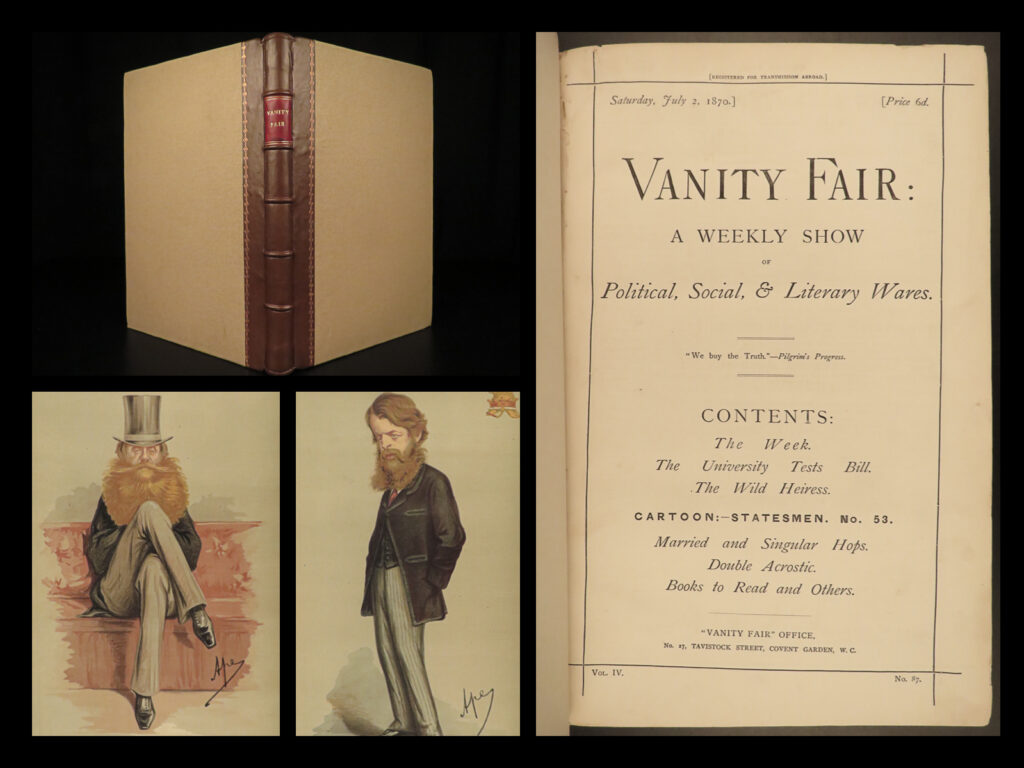 VANITY
FAIR
Ape
Ape
[REGISTERED FOR TRANSMISSION ABROAD.]
Saturday, July 2, 1870.]
[Price 6d.
VANITY FAIR:
A WEEKLY SHOW
OF
Political, Social, & Literary Wares.
"We buy the Truth."—Pilgrim's Progress.
CONTENTS:
The Week.
The University Tests Bill.
The Wild Heiress.
CARTOON:—STATESMEN. No. 53.
Married and Singular Hops.
Double Acrostic.
Books to Read and Others.
"VANITY FAIR" OFFICE,
No. 27, TAVISTOCK STREET, COVENT GARDEN, W. C.
VOL. IV.
No. 87.